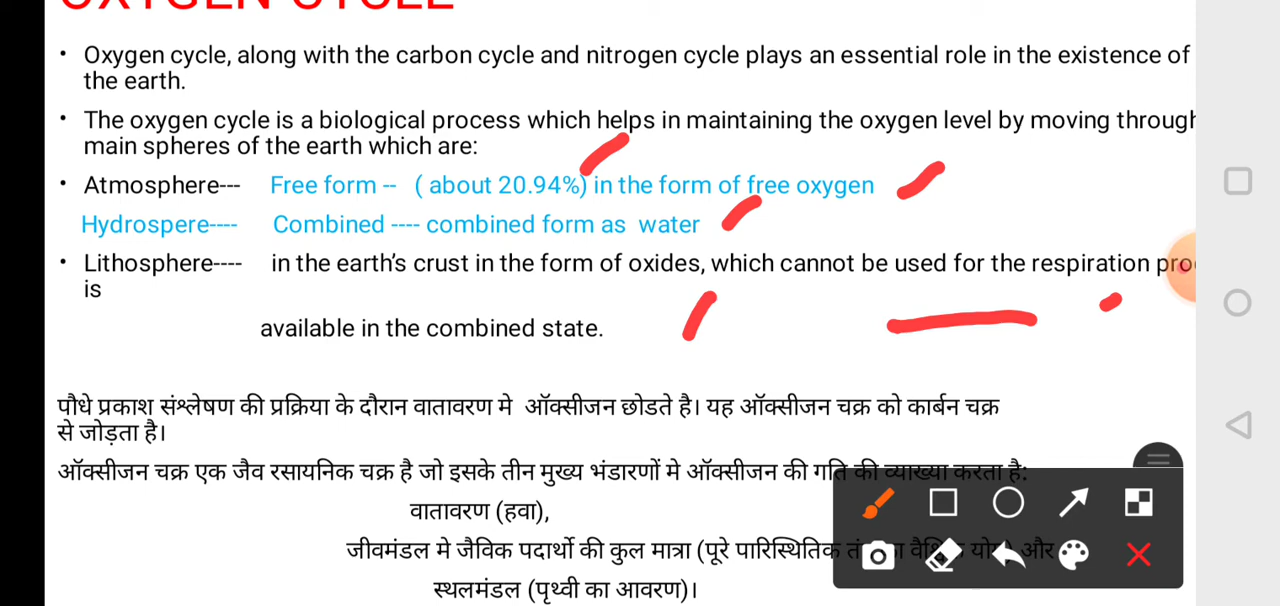 OXYGEN CYCLE
• Oxygen cycle, along with the carbon cycle and nitrogen cycle plays an essential role in the existence of
the earth.
• The oxygen cycle is a biological process which helps in maintaining the oxygen level by moving through
main spheres of the earth which are:
• Atmosphere--- Free form -- ( about 20.94%) in the form of free oxygen
Hydrospere---- Combined ---- combined form as water
• Lithosphere---- in the earth's crust in the form of oxides, which cannot be used for the respiration
is
available in the combined state.
पौधे प्रकाश संश्लेषण की प्रक्रिया के दौरान वातावरण मे ऑक्सीजन छोडते है। यह ऑक्सीजन चक्र को कार्बन चक्र
से जोड़ता है।
ऑक्सीजन चक्र एक जैव रसायनिक चक्र है जो इसके तीन मुख्य भंडारणों मे ऑक्सीजन की गति की व्याख्या करता है:
वातावरण (हवा),
जीवमंडल मे जैविक पदार्थो की कुल मात्रा (पूरे पारिस्थितिक और
स्थलमंडल (पृथ्वी का आवरण)।